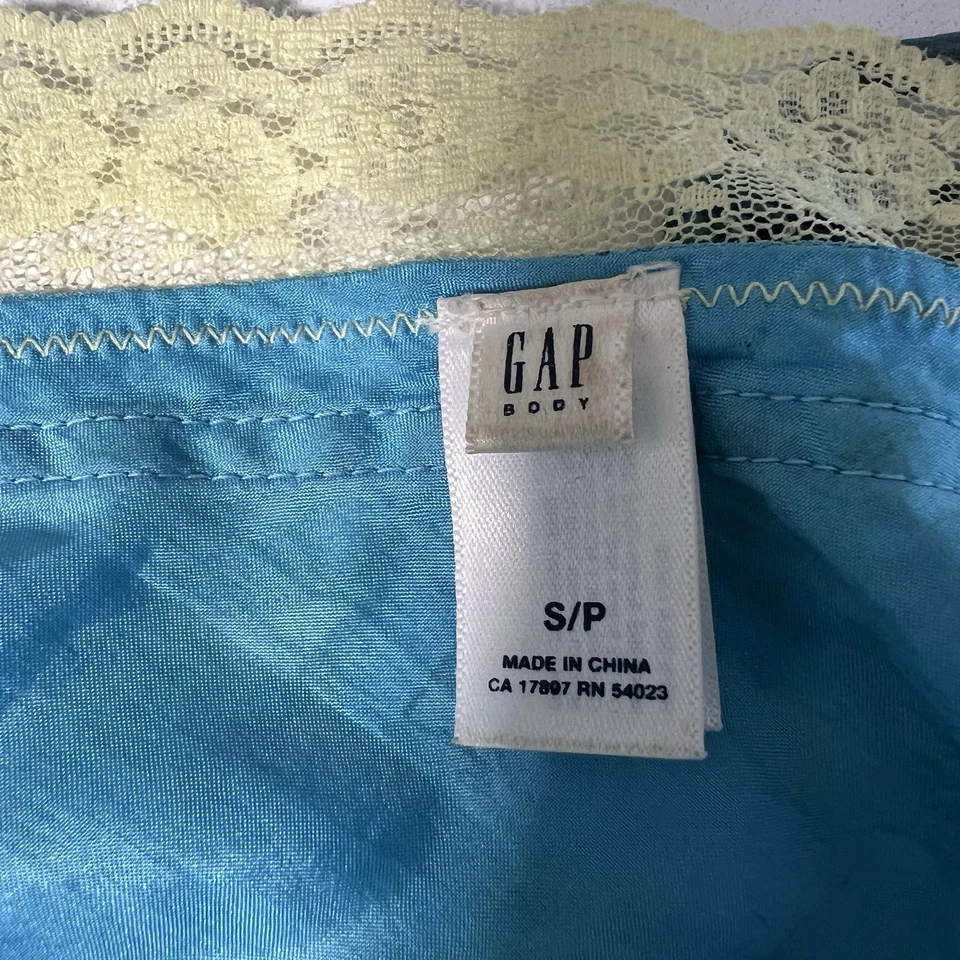 GAP
BODY
S/P
MADE IN CHINA
CA 17897 RN 54023